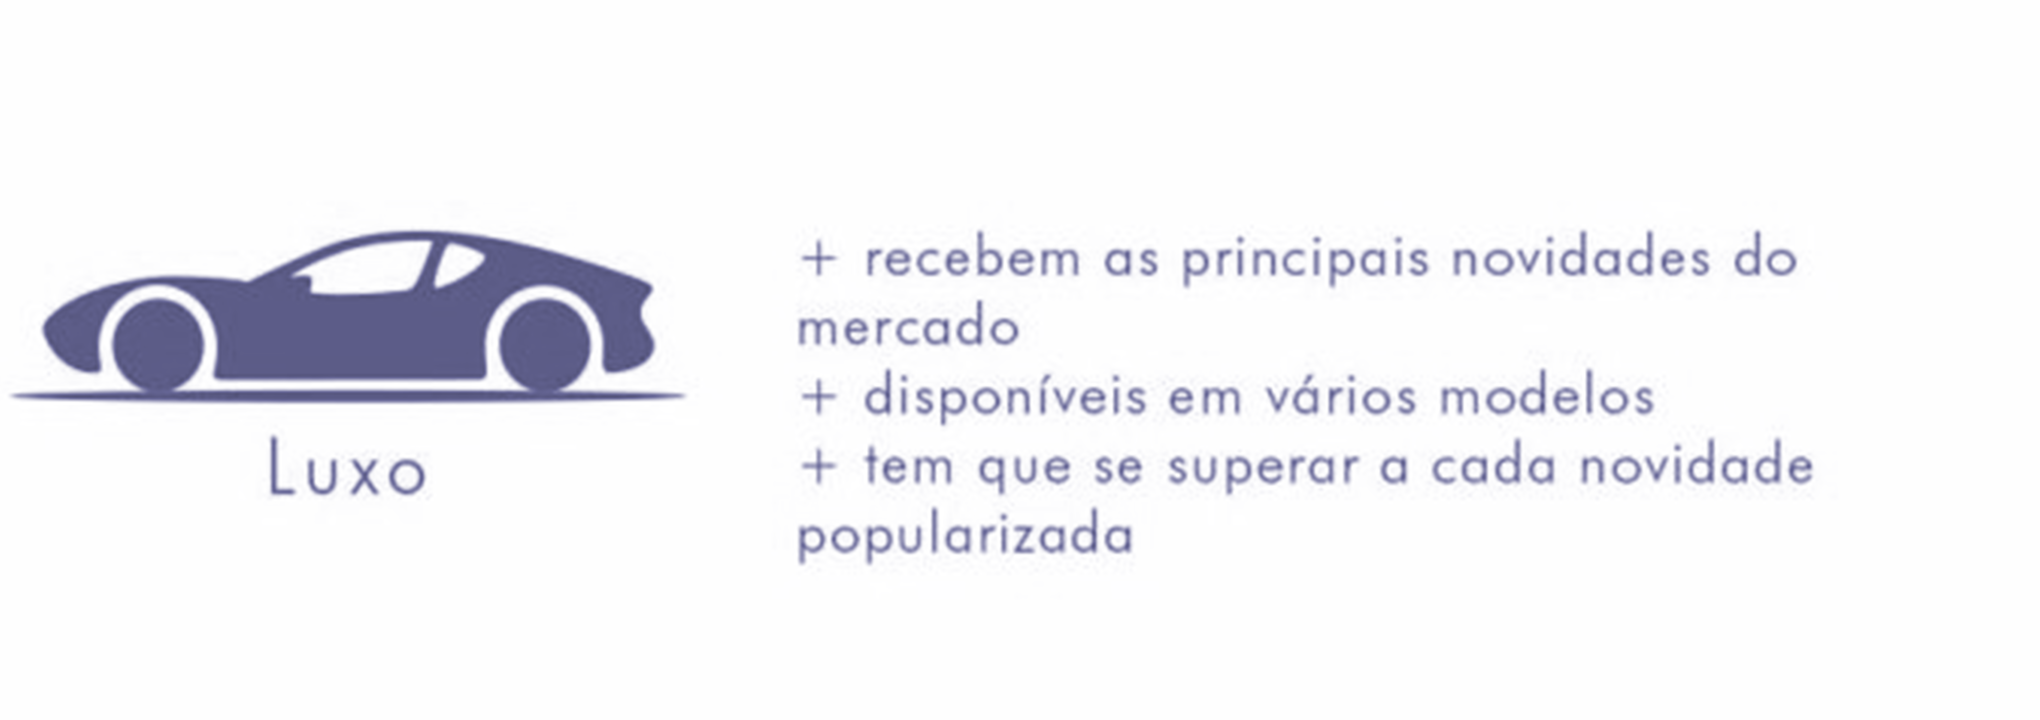 + recebem as principais novidades do
mercado
+ disponíveis em vários modelos
+ tem que se superar a cada novidade
popularizada
Luxo